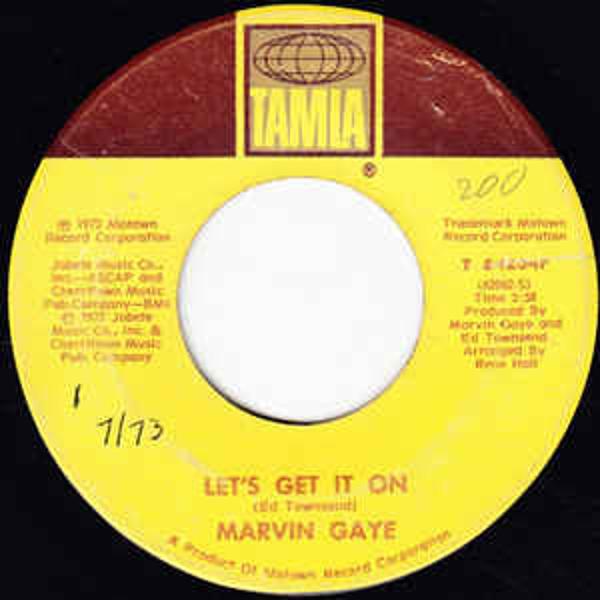 TAMLA
®
200
℗ 1973 Motown
Record Corporation
Trademark Motown
Record Corporation
Jobete Music Co.,
Inc.—ASCAP and
Cherritown Music
Pub. Company—BMI
© 1973 Jobete
Music Co., Inc. &
Cherritown Music
Pub. Company
T
Time 3:58
Produced By
Marvin Gaye and
Ed Townsend
Arranged By
Rene Hall
1
7/73
LET'S GET IT ON
(Ed Townsend)
MARVIN GAYE
A Product Of Motown Record Corporation